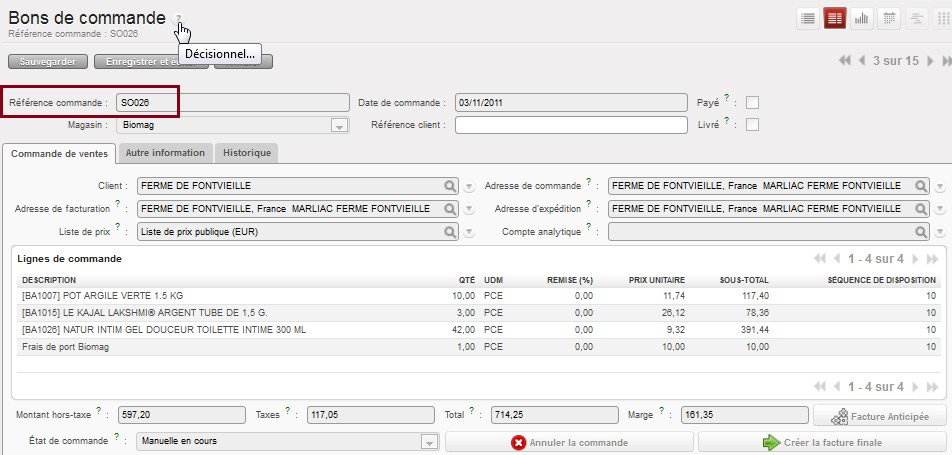 Bons de commande ?
Référence commande : SO026
Décisionnel...
Sauvegarder Enregistrer et
3 sur 15
Référence commande : SO026 Date de commande : 03/11/2011 Payé ? :
Magasin : Biomag Référence client : Livré ? :
Commande de ventes Autre information Historique
Client : FERME DE FONTVIEILLE Adresse de commande ? : FERME DE FONTVIEILLE, France MARLIAC FERME FONTVIEILLE
Adresse de facturation ? : FERME DE FONTVIEILLE, France MARLIAC FERME FONTVIEILLE Adresse d'expédition ? : FERME DE FONTVIEILLE, France MARLIAC FERME FONTVIEILLE
Liste de prix ? : Liste de prix publique (EUR) Compte analytique ? :
Lignes de commande 1 - 4 sur 4
DESCRIPTION QTÉ UDM REMISE (%) PRIX UNITAIRE SOUS-TOTAL SÉQUENCE DE DISPOSITION
[BA1007] POT ARGILE VERTE 1.5 KG 10,00 PCE 0,00 11,74 117,40 10
[BA1015] LE KAJAL LAKSHMI® ARGENT TUBE DE 1,5 G. 3,00 PCE 0,00 26,12 78,36 10
[BA1026] NATUR INTIM GEL DOUCEUR TOILETTE INTIME 300 ML 42,00 PCE 0,00 9,32 391,44 10
Frais de port Biomag 1,00 PCE 0,00 10,00 10,00 10
1 - 4 sur 4
Montant hors-taxe ? : 597,20 Taxes ? : 117,05 Total ? : 714,25 Marge ? : 161,35 Facture Anticipée
État de commande ? : Manuelle en cours Annuler la commande Créer la facture finale